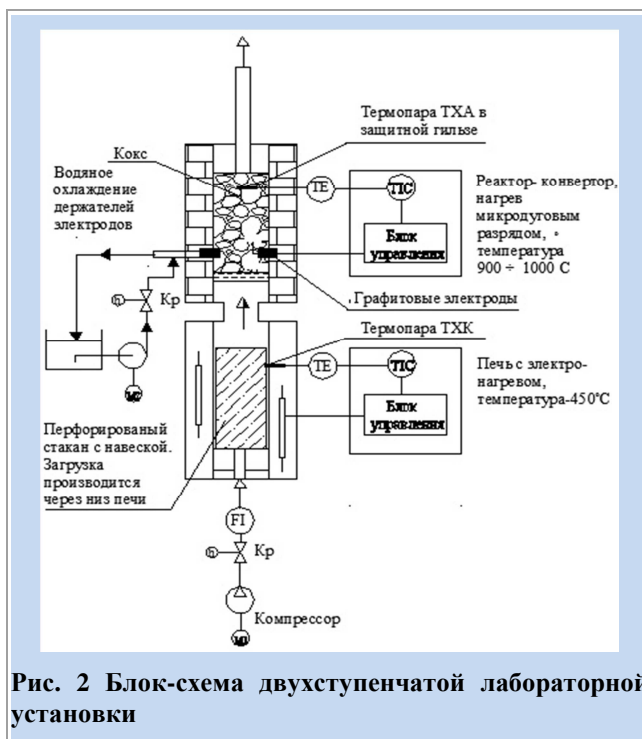 Термопара ТХА в
защитной гильзе
Кокс
Водяное
охлаждение
держателей
электродов
TE
TIC
Блок
управления
Реактор- конвертор,
нагрев
микродуговым
разрядом, °
температура
900 ÷ 1000 С
Кр
Графитовые электроды
Термопара ТХК
TE
TIC
Блок
управления
Печь с электро-
нагревом,
температура-450°С
М2
Перфорированый
стакан с навеской.
Загрузка
производится
через низ печи
FI
Кр
Компрессор
М1
Рис. 2 Блок-схема двухступенчатой лабораторной
установки